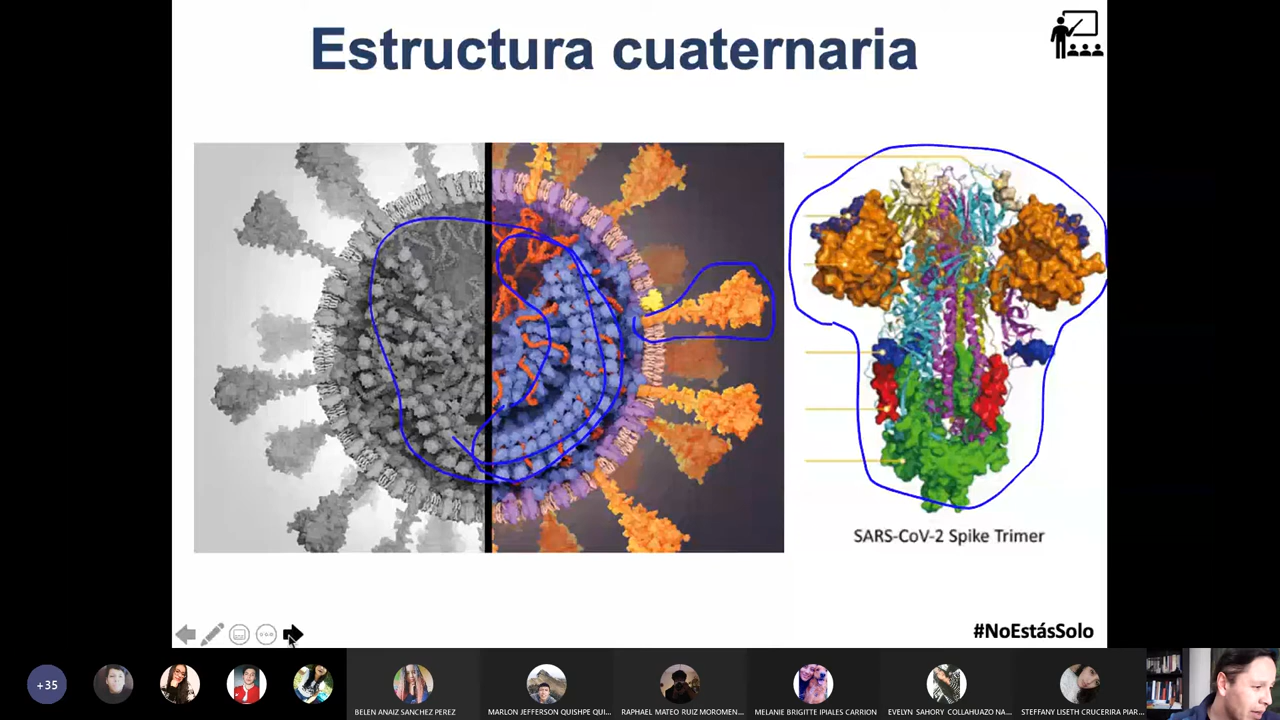 Estructura cuaternaria
SARS-CoV-2 Spike Trimer
#NoEstásSolo
+35
BELEN ANAIZ SANCHEZ PEREZ
MARLON JEFFERSON QUISHPE QUI...
RAPHAEL MATEO RUIZ MOROMEN...
MELANIE BRIGITTE IPIALES CARRION
EVELYN SAHORY COLLAHUAZO NA...
STEFFANY LISETH CRUCERIRA PIAR...